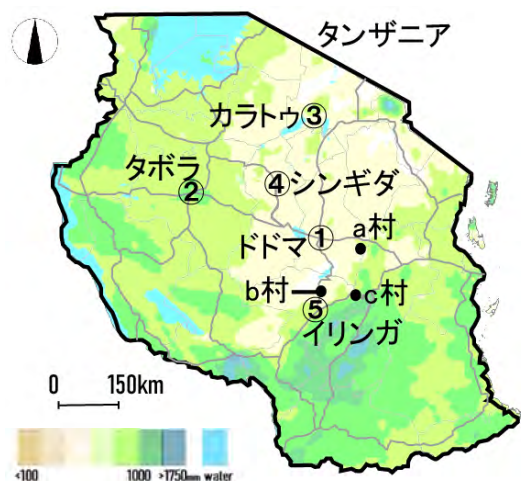 タンザニア
カラトゥ③
タボラ
②
④シンギダ
ドドマ①
a村
b村
c村
⑤
イリンガ
0 150km
<100 1000 >1750mm water